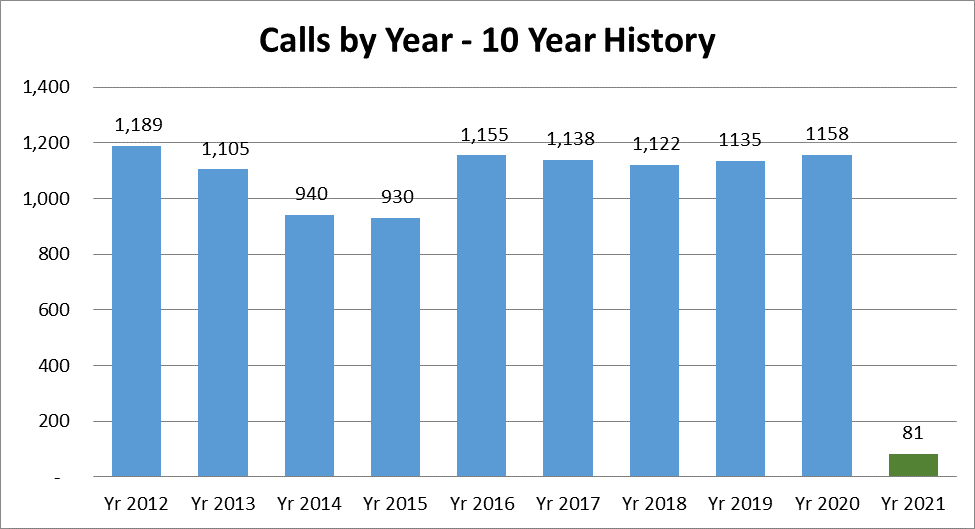 Calls by Year - 10 Year History
1,400
1,200
1,000
800
600
400
200
-
1,189
1,105
940
930
1,155
1,138
1,122
1135
1158
81
Yr 2012
Yr 2013
Yr 2014
Yr 2015
Yr 2016
Yr 2017
Yr 2018
Yr 2019
Yr 2020
Yr 2021